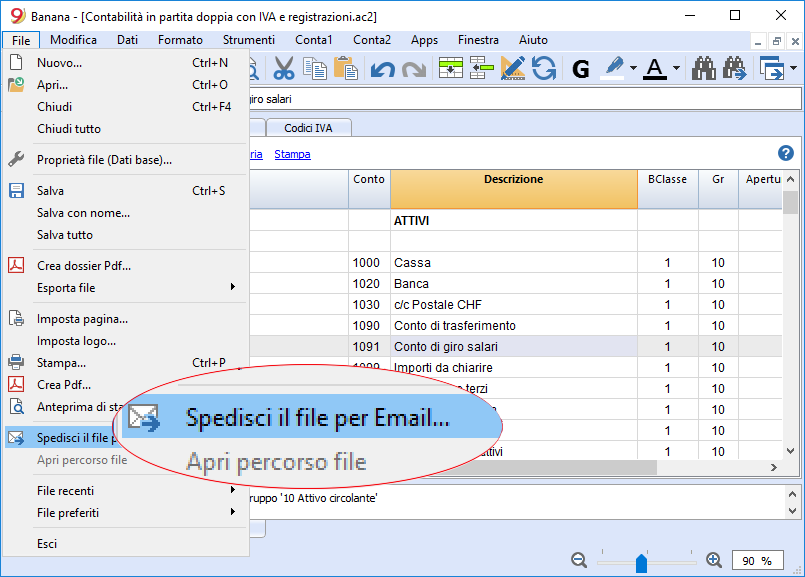 Banana - [Contabilità in partita doppia con IVA e registrazioni.ac2]
File Modifica Dati Formato Strumenti Conta1 Conta2 Apps Finestra Aiuto
Nuovo... Ctrl+N
Apri... Ctrl+O
Chiudi Ctrl+F4
Chiudi tutto
Proprietà file (Dati base)...
Salva Ctrl+S
Salva con nome...
Salva tutto
Crea dossier Pdf...
Esporta file
Imposta pagina...
Imposta logo...
Stampa... Ctrl+P
Crea Pdf...
Anteprima di sta
Spedisci il file p
Apri percorso file
File recenti
File preferiti
Esci
G A
giro salari
Codici IVA
ria Stampa
?
Conto Descrizione BClasse Gr Apertu
ATTIVI
1000 Cassa 1 10
1020 Banca 1 10
1030 c/c Postale CHF 1 10
1090 Conto di trasferimento 1 10
1091 Conto di giro salari 1 10
1099 Importi da chiarire 1 10
terzi 1 10
1 10
1 10
attivi 1 10
Spedisci il file per Email...
Apri percorso file
ruppo '10 Attivo circolante'
90 %